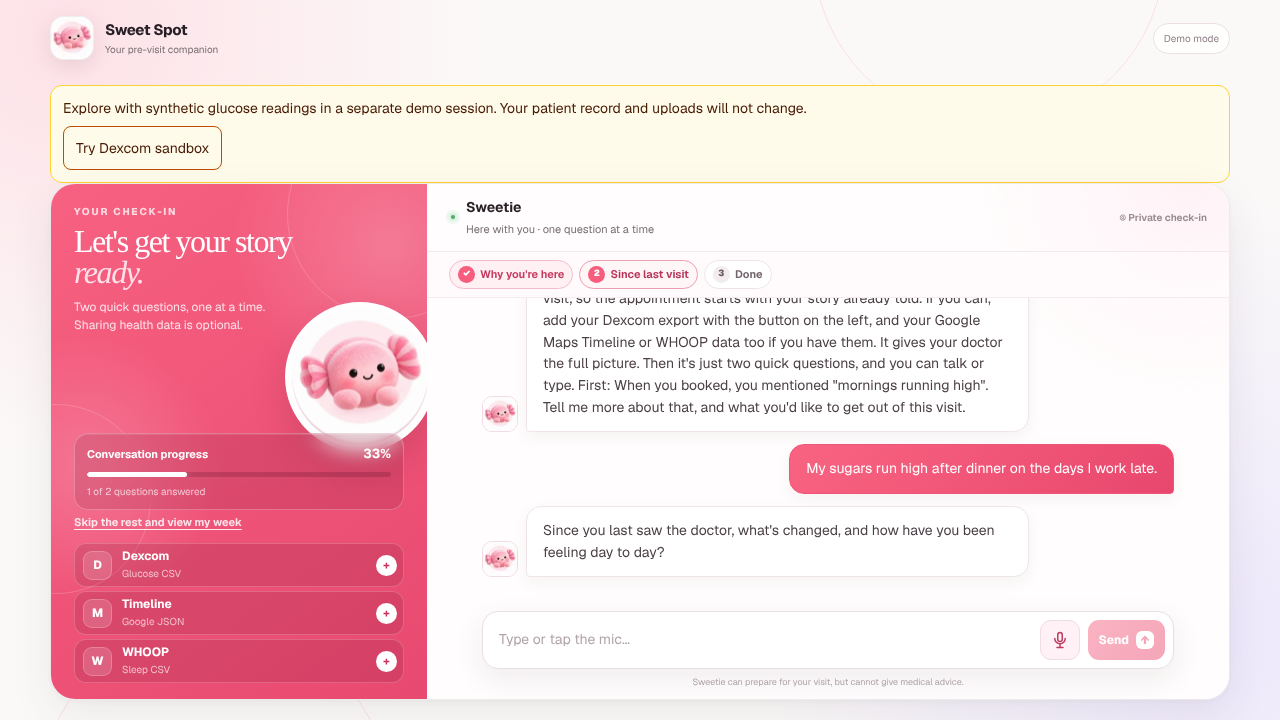 Sweet Spot
Your pre-visit companion
Demo mode
Explore with synthetic glucose readings in a separate demo session. Your patient record and uploads will not change.
Try Dexcom sandbox
YOUR CHECK-IN
Let's get your story
ready.
Two quick questions, one at a time.
Sharing health data is optional.
Conversation progress
33%
1 of 2 questions answered
Skip the rest and view my week
D
Dexcom
Glucose CSV
+
M
Timeline
Google JSON
+
W
WHOOP
Sleep CSV
+
Sweetie
Here with you · one question at a time
Private check-in
Why you're here
2 Since last visit
3 Done
visit, so the appointment starts with your story already told. If you can,
add your Dexcom export with the button on the left, and your Google
Maps Timeline or WHOOP data too if you have them. It gives your doctor
the full picture. Then it's just two quick questions, and you can talk or
type. First: When you booked, you mentioned "mornings running high".
Tell me more about that, and what you'd like to get out of this visit.
My sugars run high after dinner on the days I work late.
Since you last saw the doctor, what's changed, and how have you been
feeling day to day?
Type or tap the mic...
Send
Sweetie can prepare for your visit, but cannot give medical advice.